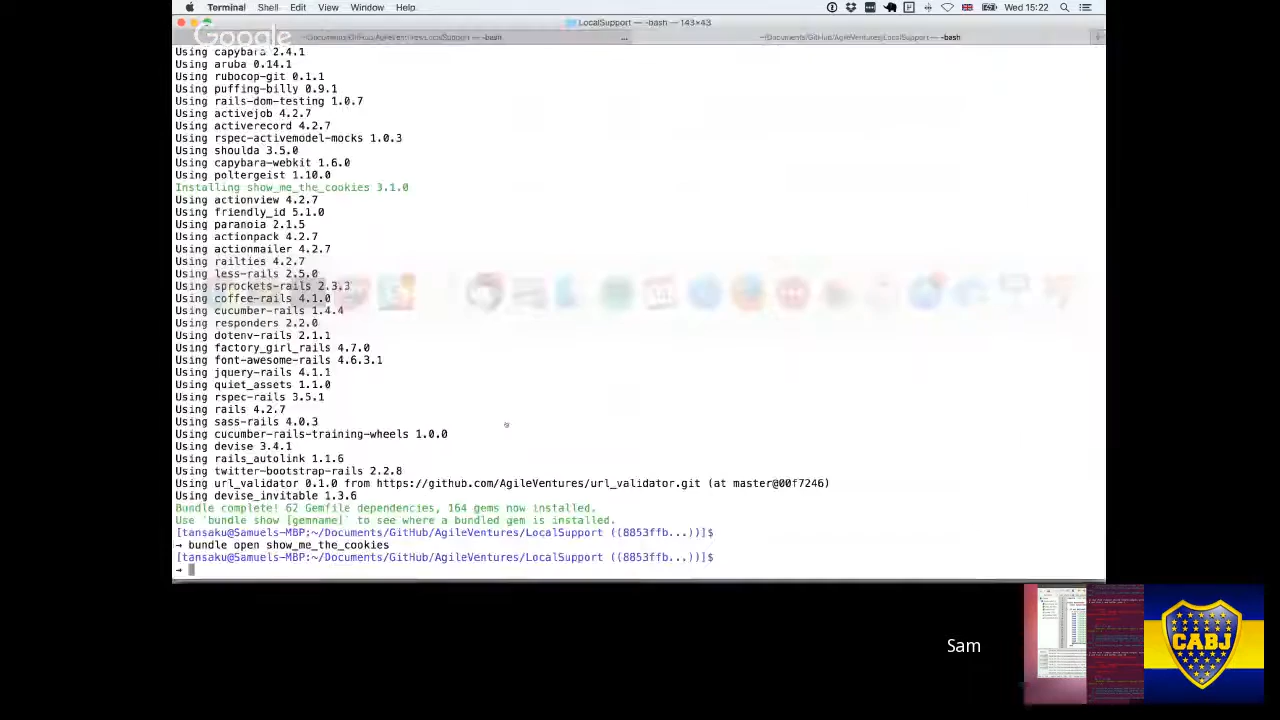 Terminal Shell Edit View Window Help Wed 15:22
LocalSupport — -bash — 143×43
Google
~/Documents/GitHub/AgileVentures/LocalSupport — -bash
... ~/Documents/GitHub/AgileVentures/LocalSupport — -bash
Using capybara 2.4.1
Using aruba 0.14.1
Using rubocop-git 0.1.1
Using puffing-billy 0.9.1
Using rails-dom-testing 1.0.7
Using activejob 4.2.7
Using activerecord 4.2.7
Using rspec-activemodel-mocks 1.0.3
Using shoulda 3.5.0
Using capybara-webkit 1.6.0
Using poltergeist 1.10.0
Installing show_me_the_cookies 3.1.0
Using actionview 4.2.7
Using friendly_id 5.1.0
Using paranoia 2.1.5
Using actionpack 4.2.7
Using actionmailer 4.2.7
Using railties 4.2.7
Using less-rails 2.5.0
Using sprockets-rails 2.3.3
Using coffee-rails 4.1.0
Using cucumber-rails 1.4.4
Using responders 2.2.0
Using dotenv-rails 2.1.1
Using factory_girl_rails 4.7.0
Using font-awesome-rails 4.6.3.1
Using jquery-rails 4.1.1
Using quiet_assets 1.1.0
Using rspec-rails 3.5.1
Using rails 4.2.7
Using sass-rails 4.0.3
Using cucumber-rails-training-wheels 1.0.0
Using devise 3.4.1
Using rails_autolink 1.1.6
Using twitter-bootstrap-rails 2.2.8
Using url_validator 0.1.0 from https://github.com/AgileVentures/url_validator.git (at master@00f7246)
Using devise_invitable 1.3.6
Bundle complete! 62 Gemfile dependencies, 164 gems now installed.
Use `bundle show [gemname]` to see where a bundled gem is installed.
[tansaku@Samuels-MBP:~/Documents/GitHub/AgileVentures/LocalSupport ((8853ffb...))]$
→ bundle open show_me_the_cookies
[tansaku@Samuels-MBP:~/Documents/GitHub/AgileVentures/LocalSupport ((8853ffb...))]$
→
Sam
CABJ